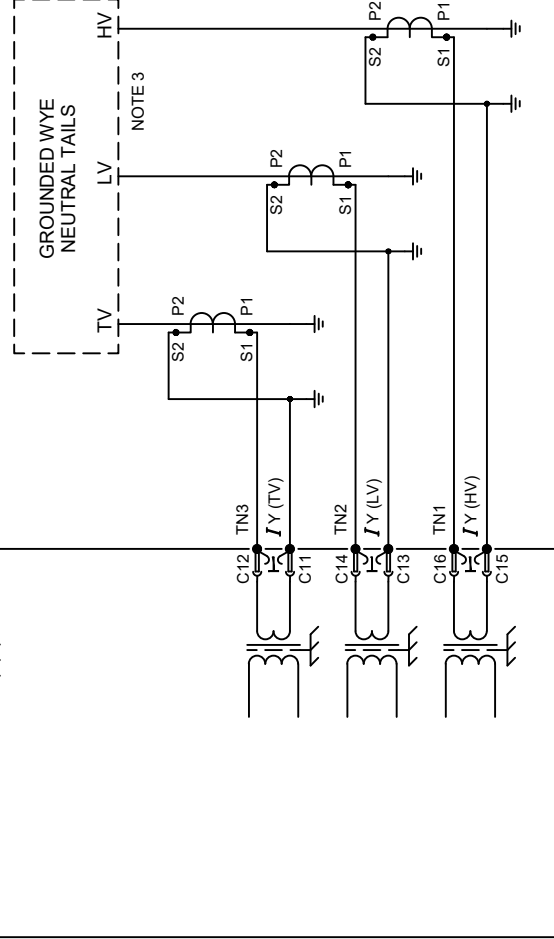 GROUNDED WYE
NEUTRAL TAILS
HV
LV
TV
NOTE 3
P2
P1
S2
S1
P2
P1
S2
S1
P2
P1
S2
S1
TN3
I Y (TV)
C12
C11
TN2
I Y (LV)
C14
C13
TN1
I Y (HV)
C16
C15